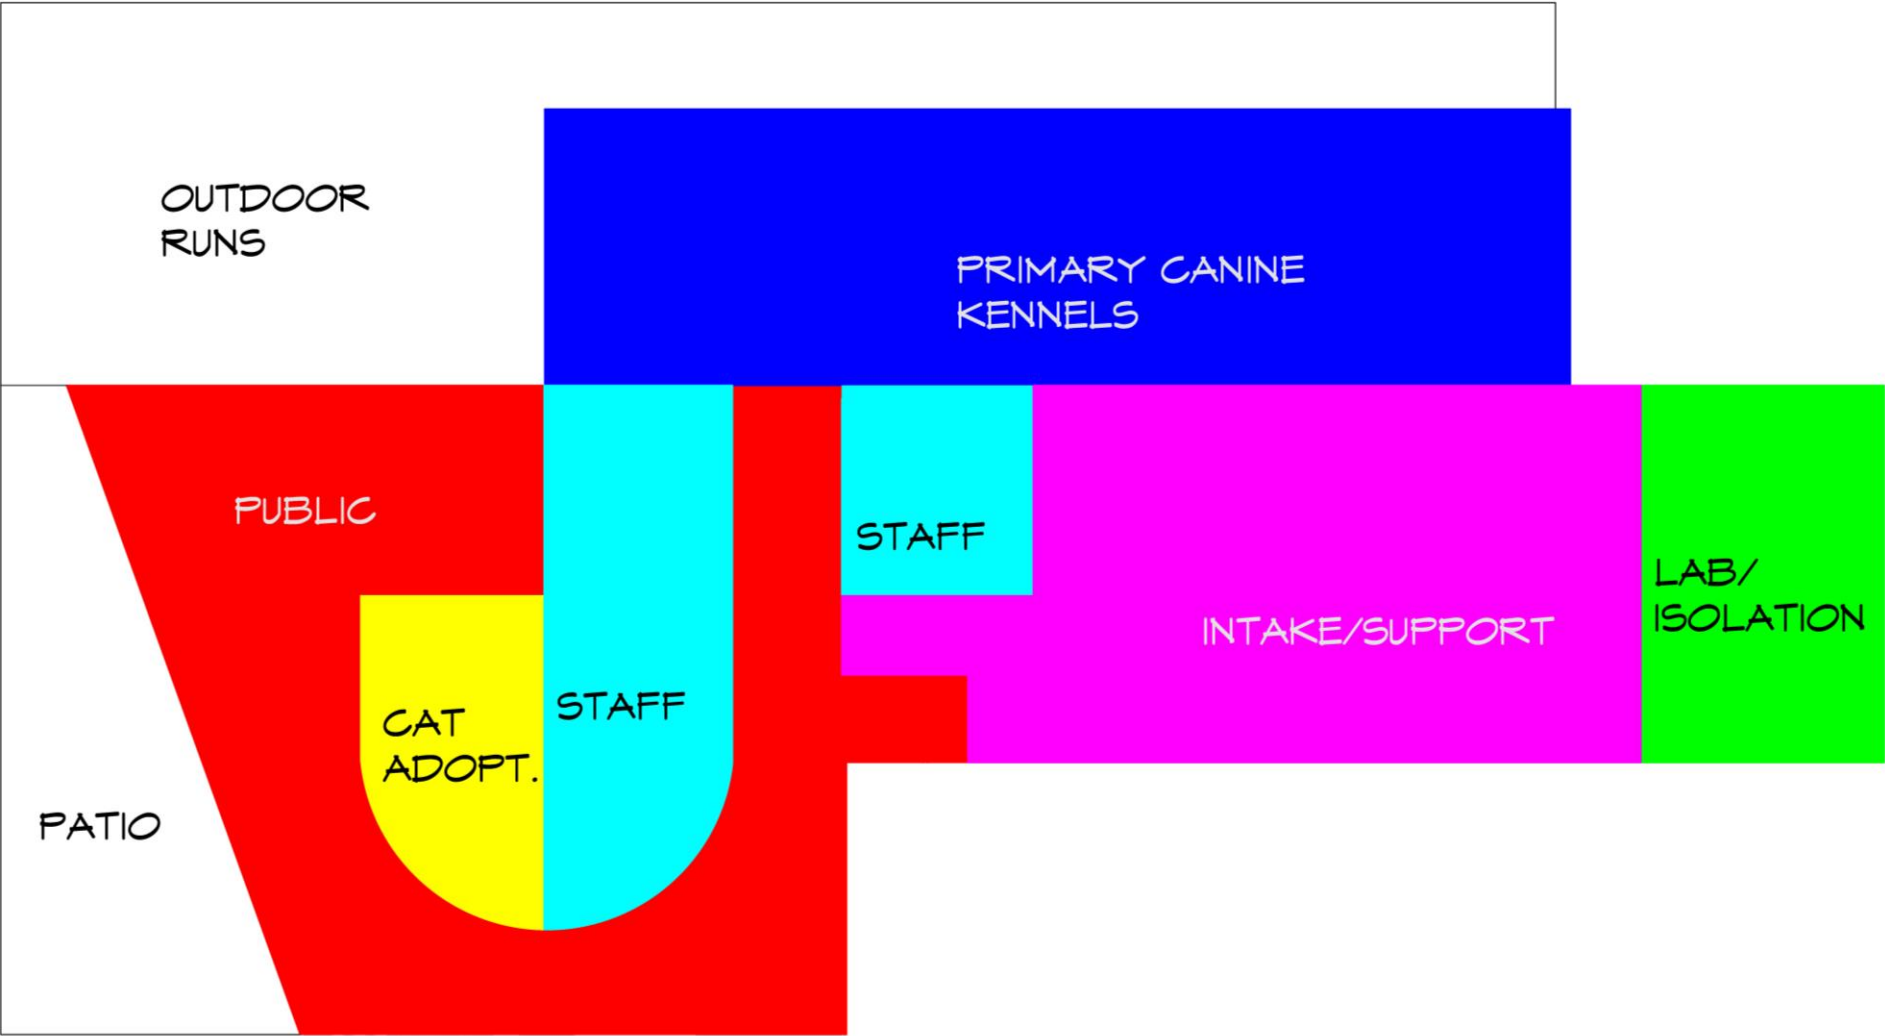 OUTDOOR
RUNS
PRIMARY CANINE
KENNELS
PUBLIC
STAFF
LAB/
ISOLATION
INTAKE/SUPPORT
STAFF
CAT
ADOPT.
PATIO